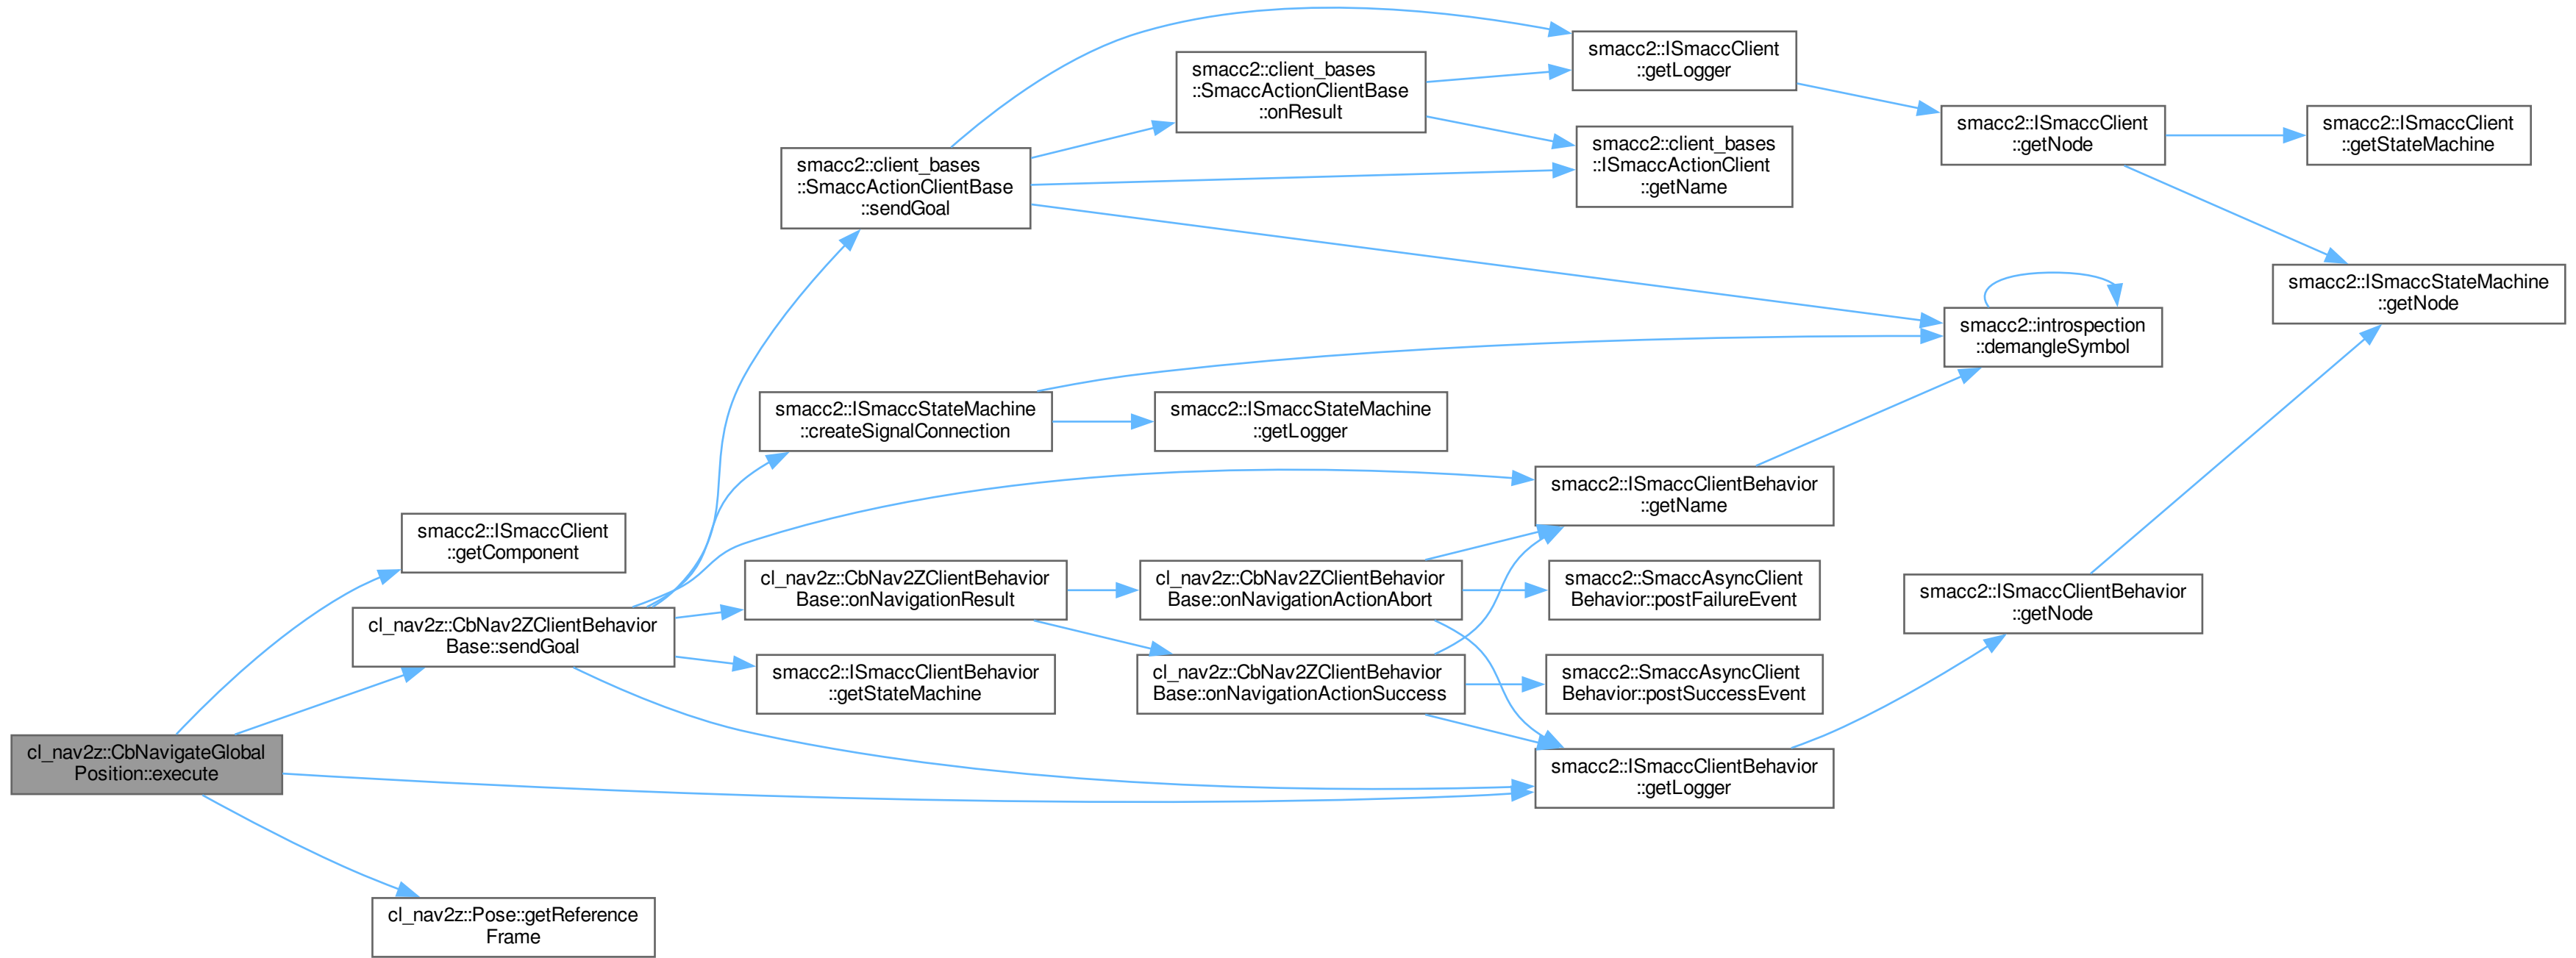 cl_nav2z::CbNavigateGlobal
Position::execute
smacc2::ISmaccClient
::getComponent
cl_nav2z::CbNav2ZClientBehavior
Base::sendGoal
cl_nav2z::Pose::getReference
Frame
smacc2::client_bases
::SmaccActionClientBase
::sendGoal
smacc2::ISmaccStateMachine
::createSignalConnection
cl_nav2z::CbNav2ZClientBehavior
Base::onNavigationResult
smacc2::ISmaccClientBehavior
::getStateMachine
smacc2::client_bases
::SmaccActionClientBase
::onResult
smacc2::ISmaccStateMachine
::getLogger
cl_nav2z::CbNav2ZClientBehavior
Base::onNavigationActionAbort
cl_nav2z::CbNav2ZClientBehavior
Base::onNavigationActionSuccess
smacc2::ISmaccClient
::getLogger
smacc2::client_bases
::ISmaccActionClient
::getName
smacc2::ISmaccClientBehavior
::getName
smacc2::SmaccAsyncClient
Behavior::postFailureEvent
smacc2::SmaccAsyncClient
Behavior::postSuccessEvent
smacc2::ISmaccClientBehavior
::getLogger
smacc2::ISmaccClient
::getNode
smacc2::introspection
::demangleSymbol
smacc2::ISmaccClientBehavior
::getNode
smacc2::ISmaccClient
::getStateMachine
smacc2::ISmaccStateMachine
::getNode